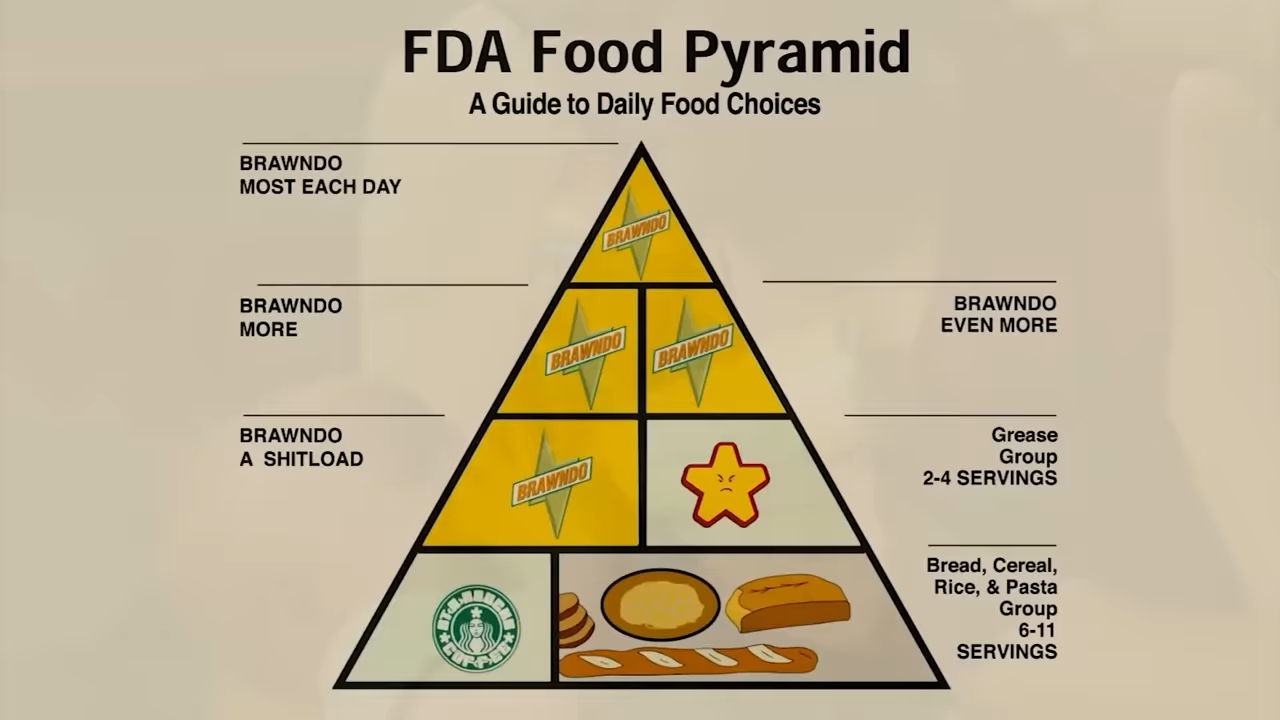 FDA Food Pyramid
A Guide to Daily Food Choices
BRAWNDO
MOST EACH DAY
BRAWNDO
BRAWNDO
MORE
BRAWNDO
EVEN MORE
BRAWNDO
BRAWNDO
BRAWNDO
A SHITLOAD
Grease
Group
2-4 SERVINGS
BRAWNDO
Bread, Cereal,
Rice, & Pasta
Group
6-11
SERVINGS